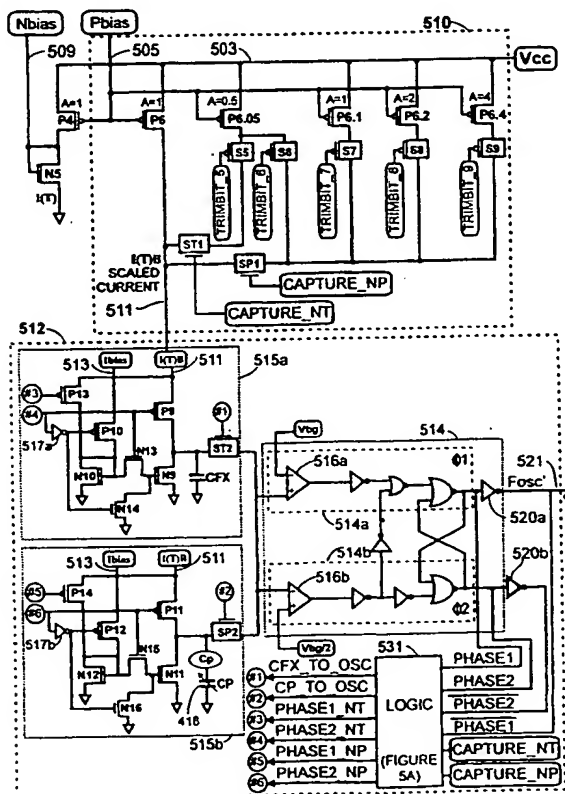 Nbias
Pbias
510
509
505
503
Vcc
A=1
A=1
A=0.5
A=1
A=2
A=4
P4
P6
P6.05
P6.1
P6.2
P6.4
N5
I(T)
S5
S6
S7
S8
S9
TRIMBIT_5
TRIMBIT_6
TRIMBIT_7
TRIMBIT_8
TRIMBIT_9
ST1
I(T)B
SCALED
CURRENT
SP1
CAPTURE_NP
CAPTURE_NT
511
512
513
Ibias
I(T)B
511
515a
#3
P13
#4
P9
#1
517a
P10
N13
ST2
N10
N9
CFX
N14
Vbg
514
516a
Φ1
521
Fosc'
514a
520a
514b
520b
516b
Φ2
Vbg/2
513
Ibias
I(T)B
511
#5
P14
#6
P11
#2
517b
P12
N15
SP2
N12
N11
Cp
CP
N16
418
515b
531
LOGIC
(FIGURE
5A)
#1
CFX_TO_OSC
#2
CP_TO_OSC
#3
PHASE1_NT
#4
PHASE2_NT
#5
PHASE1_NP
#6
PHASE2_NP
PHASE1
PHASE2
PHASE2
PHASE1
CAPTURE_NT
CAPTURE_NP